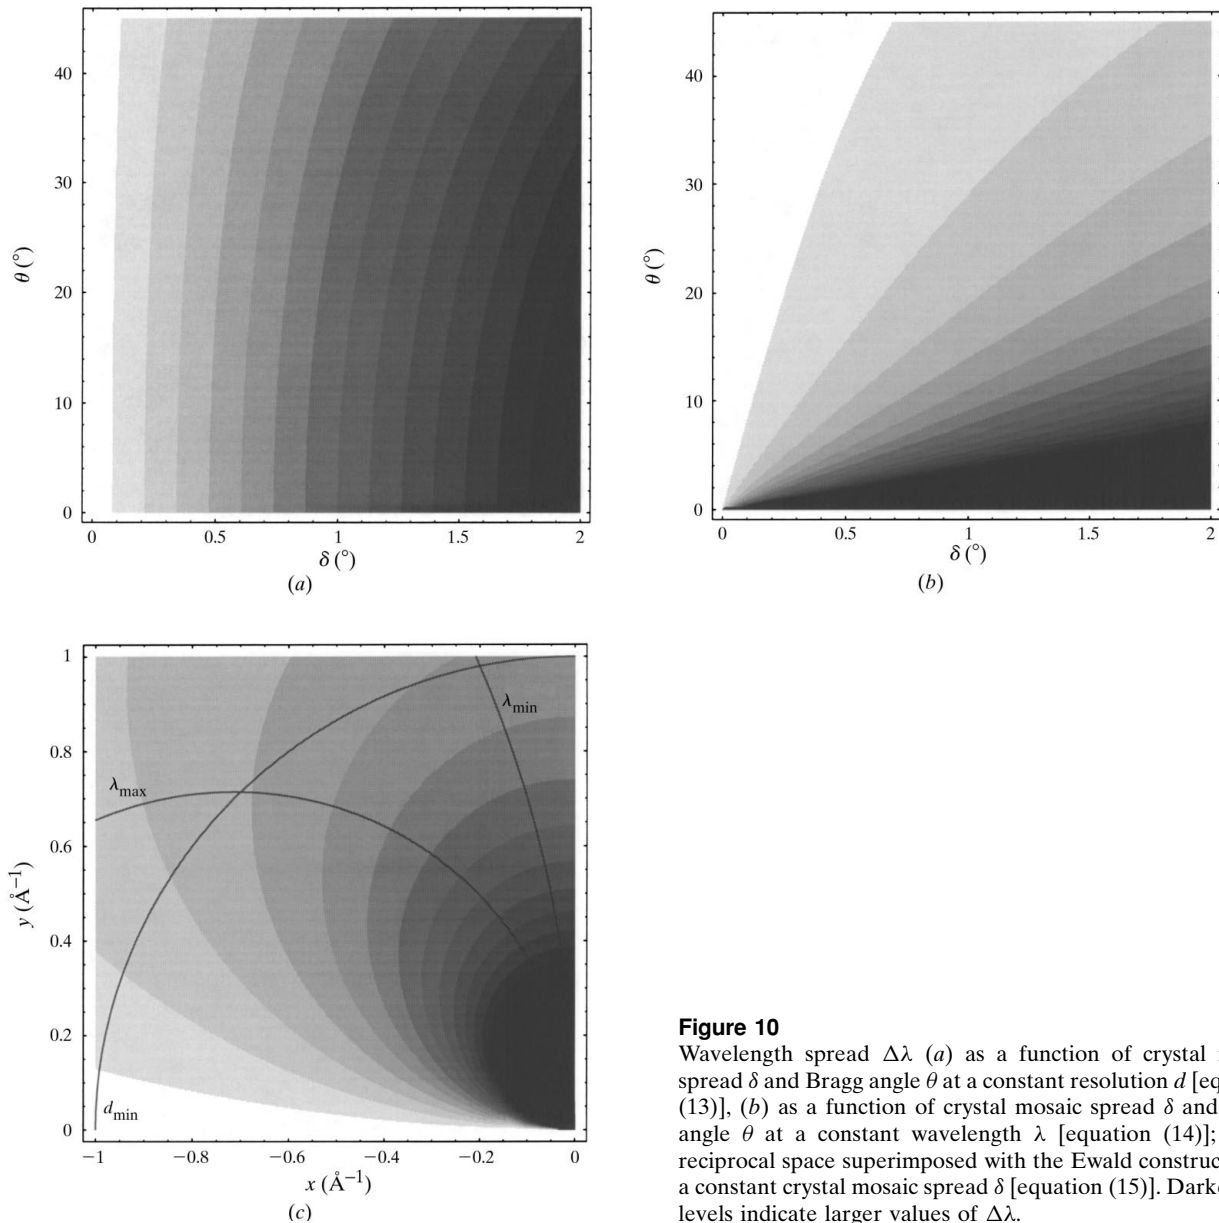 40
30
20
10
0
θ (°)
0
0.5
1
1.5
2
δ (°)
(a)
40
30
20
10
0
θ (°)
0
0.5
1
1.5
2
δ (°)
(b)
1
0.8
0.6
0.4
0.2
0
y (Å⁻¹)
λmax
λmin
dmin
−1
−0.8
−0.6
−0.4
−0.2
0
x (Å⁻¹)
(c)
Figure 10
Wavelength spread Δλ (a) as a function of crystal
spread δ and Bragg angle θ at a constant resolution d
(13)], (b) as a function of crystal mosaic spread δ and
angle θ at a constant wavelength λ [equation (14)];
reciprocal space superimposed with the Ewald
a constant crystal mosaic spread δ [equation (15)].
levels indicate larger values of Δλ.